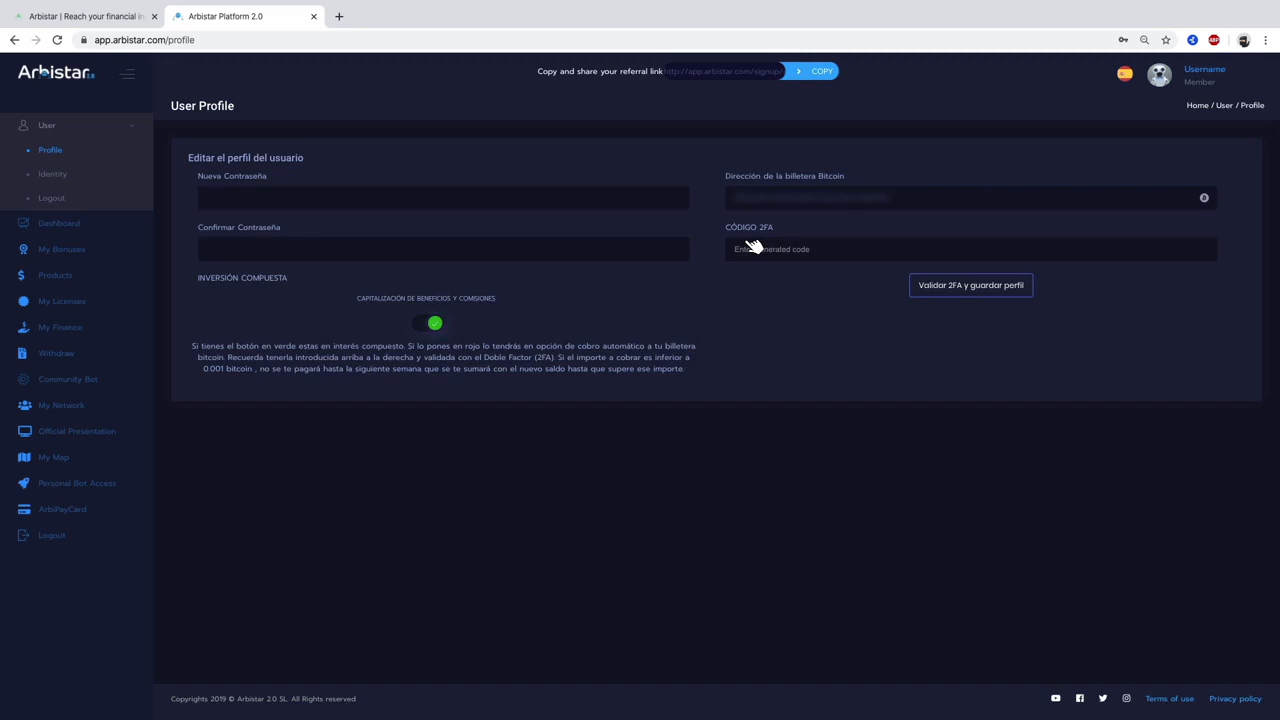 Arbistar | Reach your financial in
Arbistar Platform 2.0
app.arbistar.com/profile
ABP
Arbistar 2.0
Copy and share your referral link http://app.arbistar.com/signup/ COPY
Username
Member
User Profile
Home / User / Profile
User
Profile
Identity
Logout
Dashboard
My Bonuses
Products
My Licenses
My Finance
Withdraw
Community Bot
My Network
Official Presentation
My Map
Personal Bot Access
ArbiPayCard
Logout
Editar el perfil del usuario
Nueva Contraseña
Dirección de la billetera Bitcoin
Confirmar Contraseña
CÓDIGO 2FA
INVERSIÓN COMPUESTA
Validar 2FA y guardar perfil
CAPITALIZACIÓN DE BENEFICIOS Y COMISIONES
Si tienes el botón en verde estas en interés compuesto. Si lo pones en rojo lo tendrás en opción de cobro automático a tu billetera
bitcoin. Recuerda tenerla introducida arriba a la derecha y validada con el Doble Factor (2FA). Si el importe a cobrar es inferior a
0.001 bitcoin , no se te pagará hasta la siguiente semana que se te sumará con el nuevo saldo hasta que supere ese importe.
Copyrights 2019 © Arbistar 2.0 SL. All Rights reserved.
Terms of use
Privacy policy